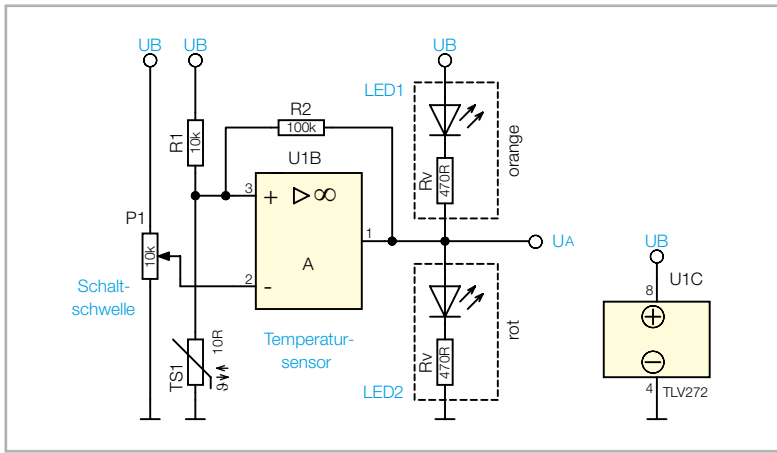 UB
UB
UB
LED1
R2
100k
R1
10k
U1B
orange
Rv
470R
P1
10k
3
+
▷∞
1
UA
A
2
-
Schalt-
schwelle
UB
U1C
8
Temperatur-
sensor
TS1
10R
ϑ
rot
Rv
470R
LED2
+
−
4
TLV272